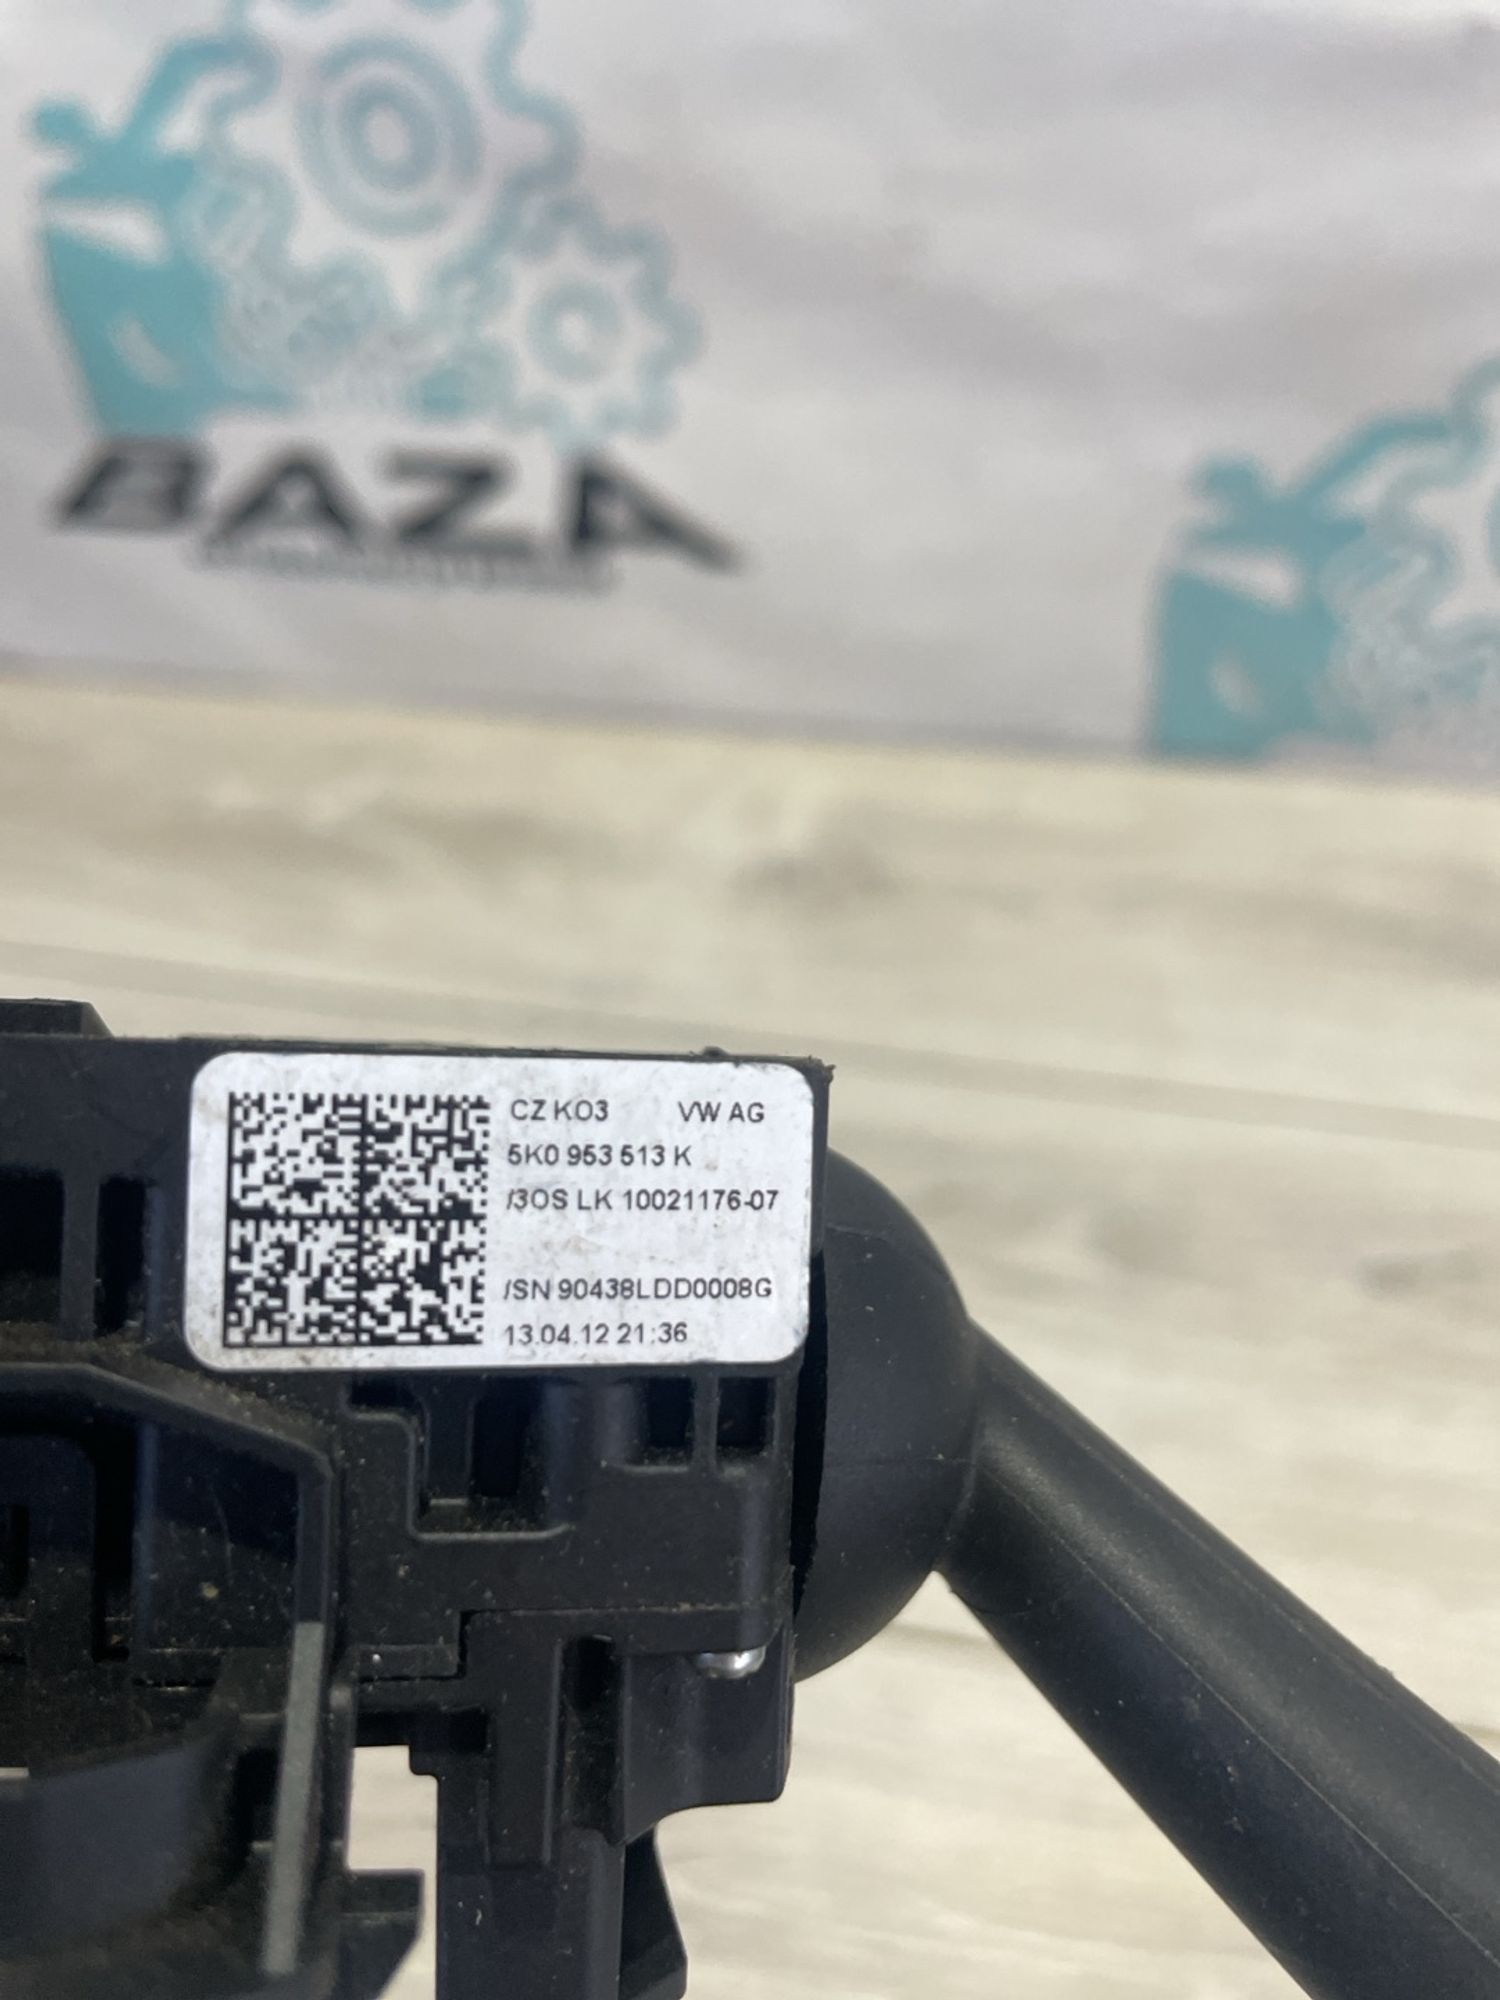 BAZA
CZ KO3 VW AG
5K0 953 513 K
/3OS LK 10021176-07
/SN 90438LDD0008G
13.04.12 21:36